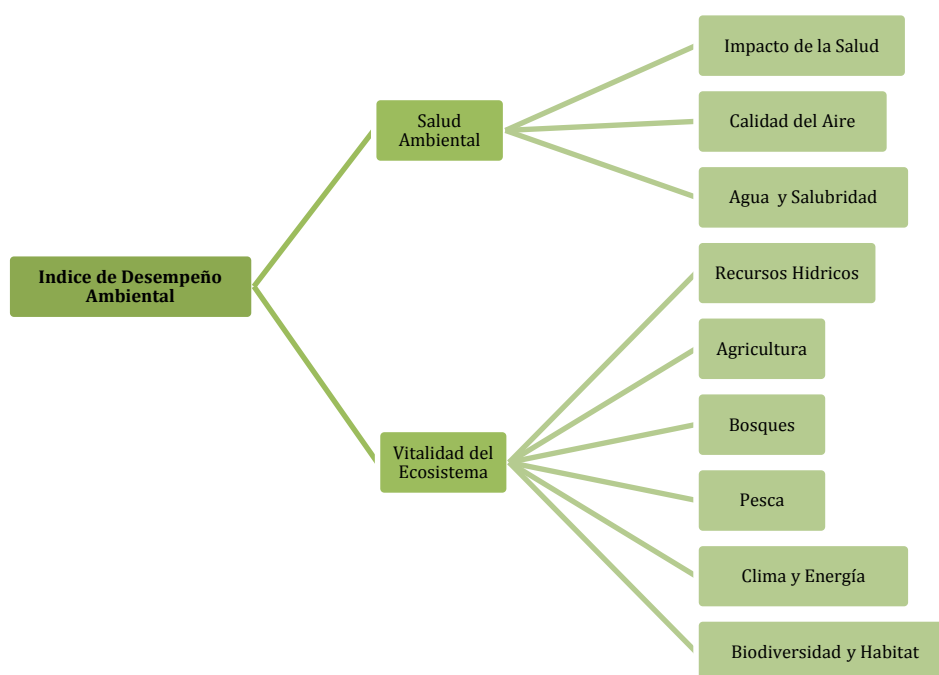 Impacto de la Salud
Salud
Ambiental
Calidad del Aire
Agua y Salubridad
Indice de Desempeño
Ambiental
Recursos Hidricos
Agricultura
Vitalidad del
Ecosistema
Bosques
Pesca
Clima y Energía
Biodiversidad y Habitat